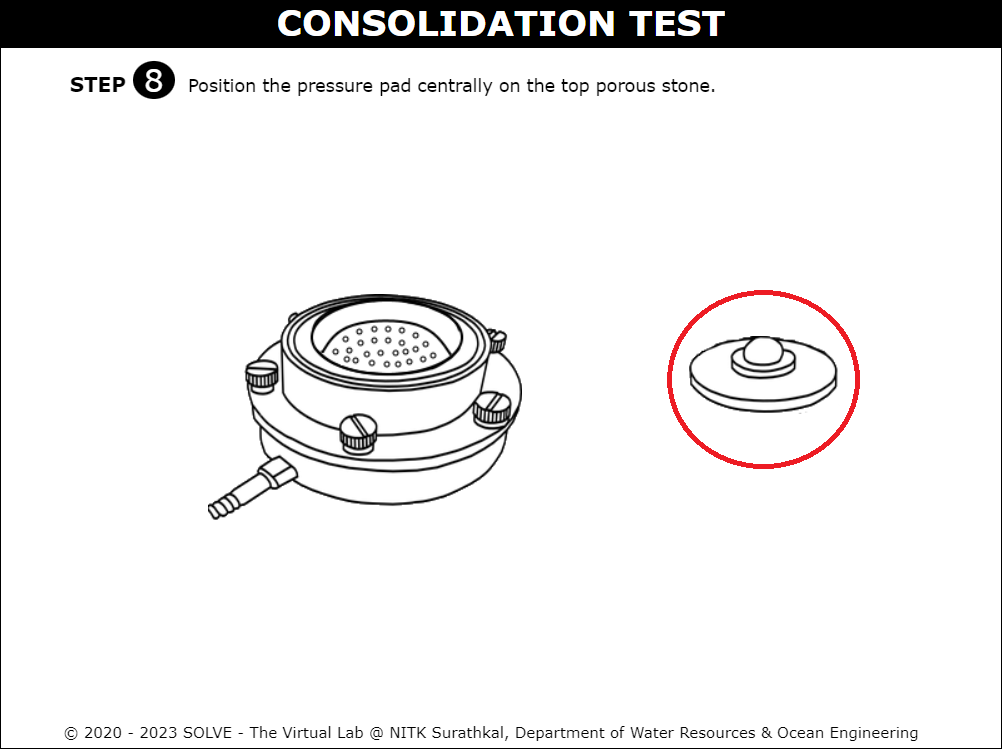 CONSOLIDATION TEST
STEP 8 Position the pressure pad centrally on the top porous stone.
© 2020 - 2023 SOLVE - The Virtual Lab @ NITK Surathkal, Department of Water Resources & Ocean Engineering